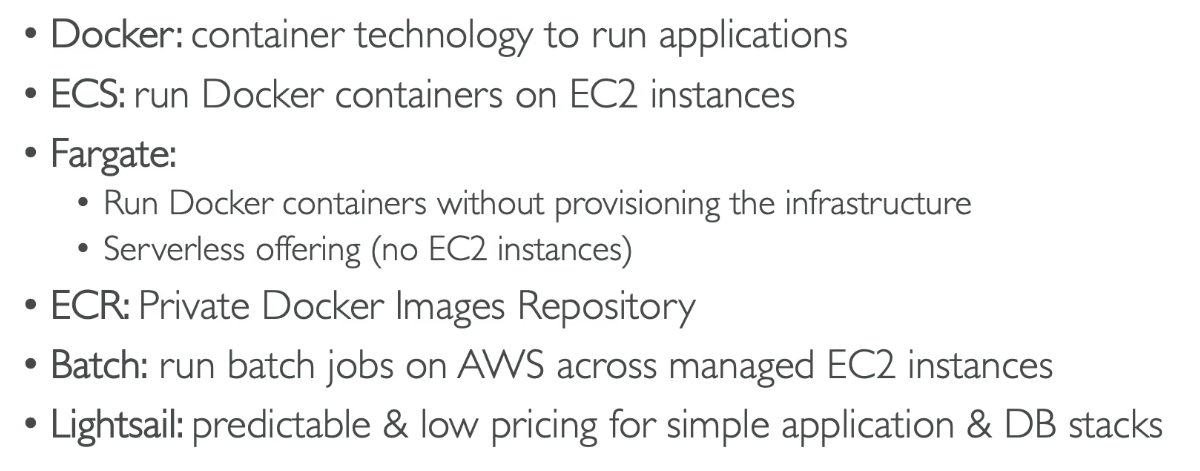 • Docker: container technology to run applications
• ECS: run Docker containers on EC2 instances
• Fargate:
• Run Docker containers without provisioning the infrastructure
• Serverless offering (no EC2 instances)
• ECR: Private Docker Images Repository
• Batch: run batch jobs on AWS across managed EC2 instances
• Lightsail: predictable & low pricing for simple application & DB stacks